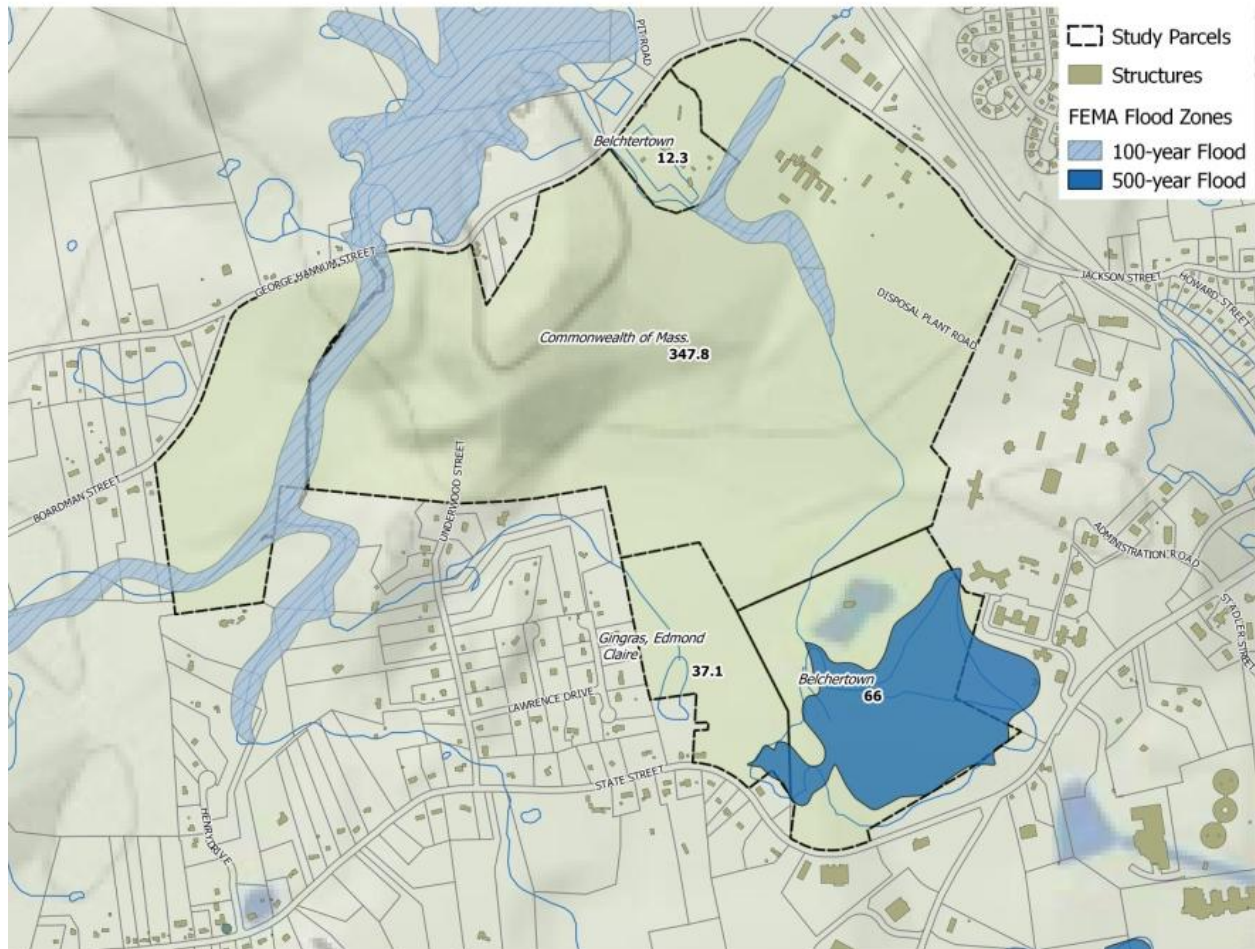 Study Parcels
Structures
FEMA Flood Zones
100-year Flood
500-year Flood
PIT ROAD
Belchtertown
12.3
GEORGE HANNUM STREET
JACKSON STREET
HOWARD STREET
DISPOSAL PLANT ROAD
Commonwealth of Mass.
347.8
BOARDMAN STREET
UNDERWOOD STREET
ADMINISTRATION ROAD
STADLER STREET
Gingras, Edmond
Claire
37.1
Belchertown
66
LAWRENCE DRIVE
STATE STREET
HENRY DRIVE